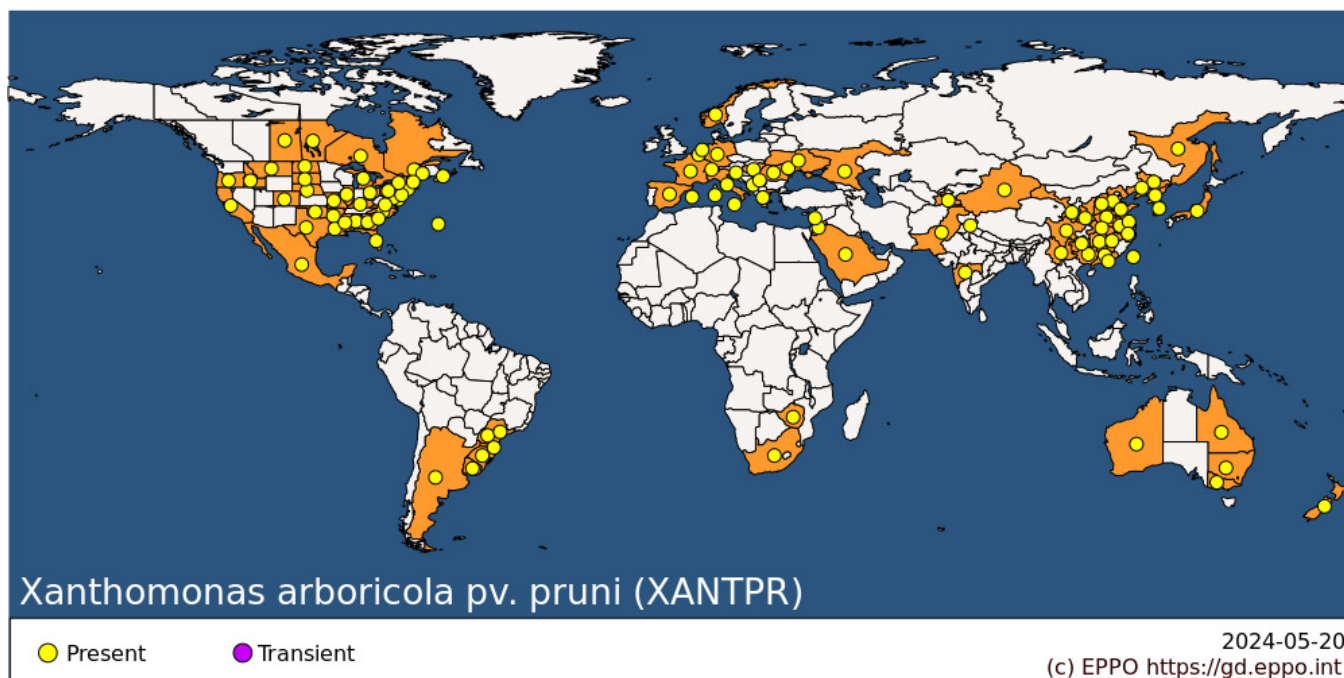 Xanthomonas arboricola pv. pruni (XANTPR)
Present
Transient
2024-05-20
(c) EPPO https://gd.eppo.int